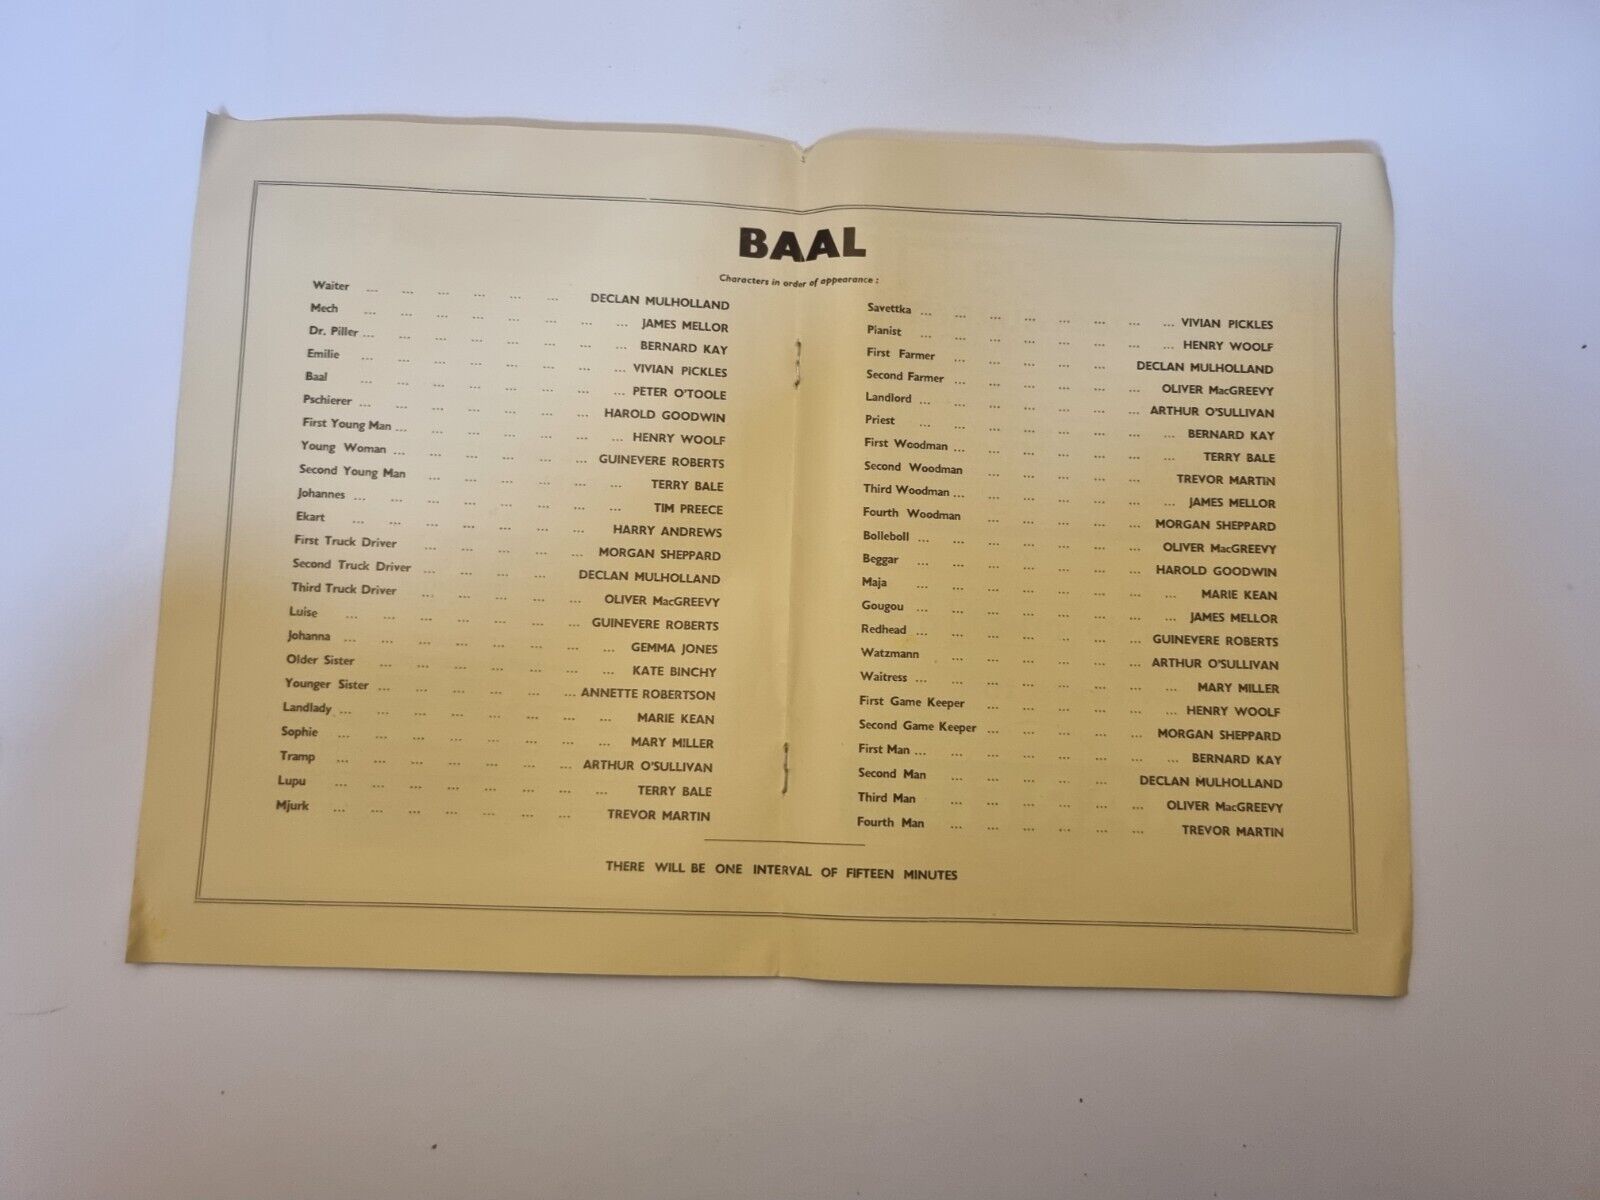 BAAL
Characters in order of appearance :
Waiter ... ... ... ... ... ... DECLAN MULHOLLAND
Mech ... ... ... ... ... ... ... ... JAMES MELLOR
Dr. Piller ... ... ... ... ... ... ... ... BERNARD KAY
Emilie ... ... ... ... ... ... ... ... VIVIAN PICKLES
Baal ... ... ... ... ... ... ... ... PETER O'TOOLE
Pschierer ... ... ... ... ... ... ... HAROLD GOODWIN
First Young Man ... ... ... ... ... ... ... HENRY WOOLF
Young Woman ... ... ... ... ... ... GUINEVERE ROBERTS
Second Young Man ... ... ... ... ... ... TERRY BALE
Johannes ... ... ... ... ... ... ... ... TIM PREECE
Ekart ... ... ... ... ... ... ... HARRY ANDREWS
First Truck Driver ... ... ... ... ... MORGAN SHEPPARD
Second Truck Driver ... ... ... ... DECLAN MULHOLLAND
Third Truck Driver ... ... ... ... ... OLIVER MacGREEVY
Luise ... ... ... ... ... ... ... GUINEVERE ROBERTS
Johanna ... ... ... ... ... ... ... ... GEMMA JONES
Older Sister ... ... ... ... ... ... ... KATE BINCHY
Younger Sister ... ... ... ... ... ... ANNETTE ROBERTSON
Landlady ... ... ... ... ... ... ... ... MARIE KEAN
Sophie ... ... ... ... ... ... ... ... MARY MILLER
Tramp ... ... ... ... ... ... ... ARTHUR O'SULLIVAN
Lupu ... ... ... ... ... ... ... ... TERRY BALE
Mjurk ... ... ... ... ... ... ... TREVOR MARTIN
Savettka ... ... ... ... ... ... ... ... VIVIAN PICKLES
Pianist ... ... ... ... ... ... ... ... HENRY WOOLF
First Farmer ... ... ... ... ... DECLAN MULHOLLAND
Second Farmer ... ... ... ... ... ... OLIVER MacGREEVY
Landlord ... ... ... ... ... ... ... ARTHUR O'SULLIVAN
Priest ... ... ... ... ... ... ... ... BERNARD KAY
First Woodman ... ... ... ... ... ... ... TERRY BALE
Second Woodman ... ... ... ... ... ... TREVOR MARTIN
Third Woodman ... ... ... ... ... ... ... JAMES MELLOR
Fourth Woodman ... ... ... ... ... MORGAN SHEPPARD
Bolleboll ... ... ... ... ... ... ... OLIVER MacGREEVY
Beggar ... ... ... ... ... ... ... HAROLD GOODWIN
Maja ... ... ... ... ... ... ... ... MARIE KEAN
Gougou ... ... ... ... ... ... ... ... JAMES MELLOR
Redhead ... ... ... ... ... ... ... GUINEVERE ROBERTS
Watzmann ... ... ... ... ... ... ARTHUR O'SULLIVAN
Waitress ... ... ... ... ... ... ... ... MARY MILLER
First Game Keeper ... ... ... ... ... ... HENRY WOOLF
Second Game Keeper ... ... ... ... ... MORGAN SHEPPARD
First Man ... ... ... ... ... ... ... ... BERNARD KAY
Second Man ... ... ... ... ... DECLAN MULHOLLAND
Third Man ... ... ... ... ... ... OLIVER MacGREEVY
Fourth Man ... ... ... ... ... ... TREVOR MARTIN
THERE WILL BE ONE INTERVAL OF FIFTEEN MINUTES